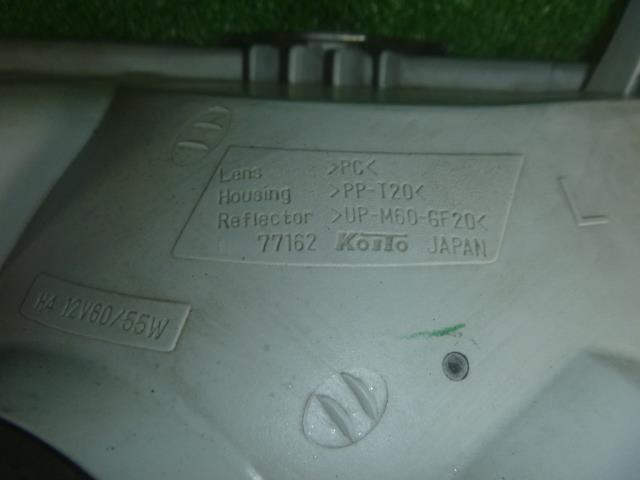 Lens >PC<
Housing >PP-T20<
Reflector >UP-M60-GF20<
77162 KOITO JAPAN
L
H4 12V60/55W